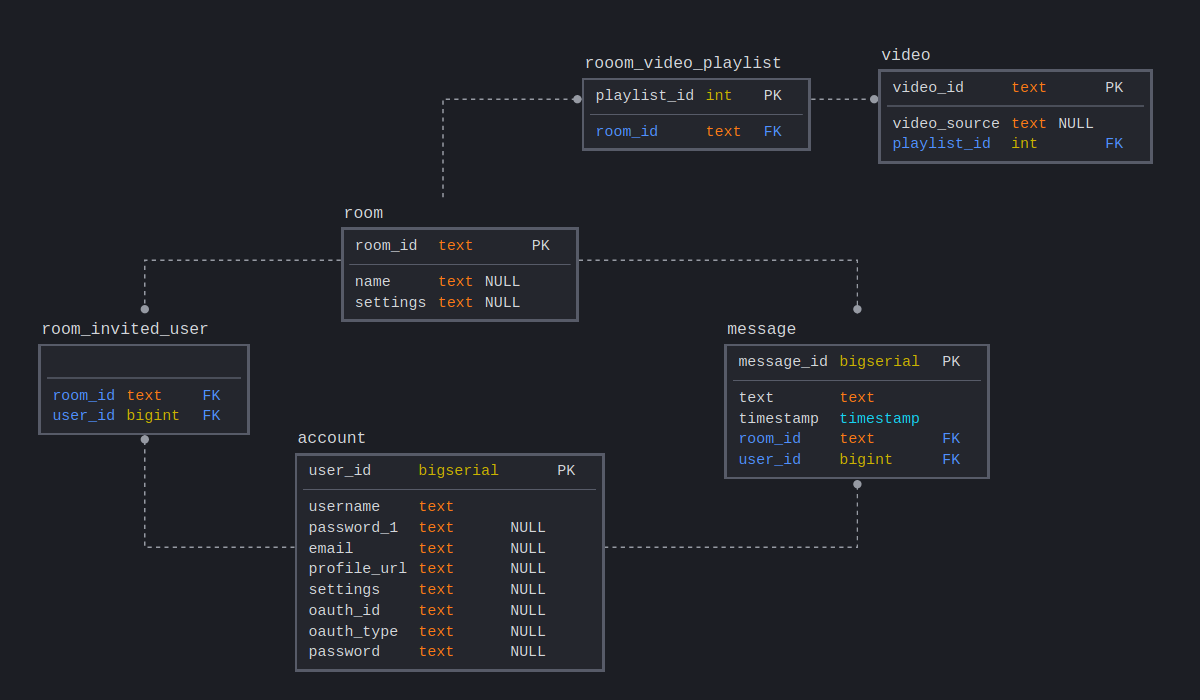 rooom_video_playlist
playlist_id int PK
room_id text FK
video
video_id text PK
video_source text NULL
playlist_id int FK
room
room_id text PK
name text NULL
settings text NULL
room_invited_user
room_id text FK
user_id bigint FK
message
message_id bigserial PK
text text
timestamp timestamp
room_id text FK
user_id bigint FK
account
user_id bigserial PK
username text
password_1 text NULL
email text NULL
profile_url text NULL
settings text NULL
oauth_id text NULL
oauth_type text NULL
password text NULL